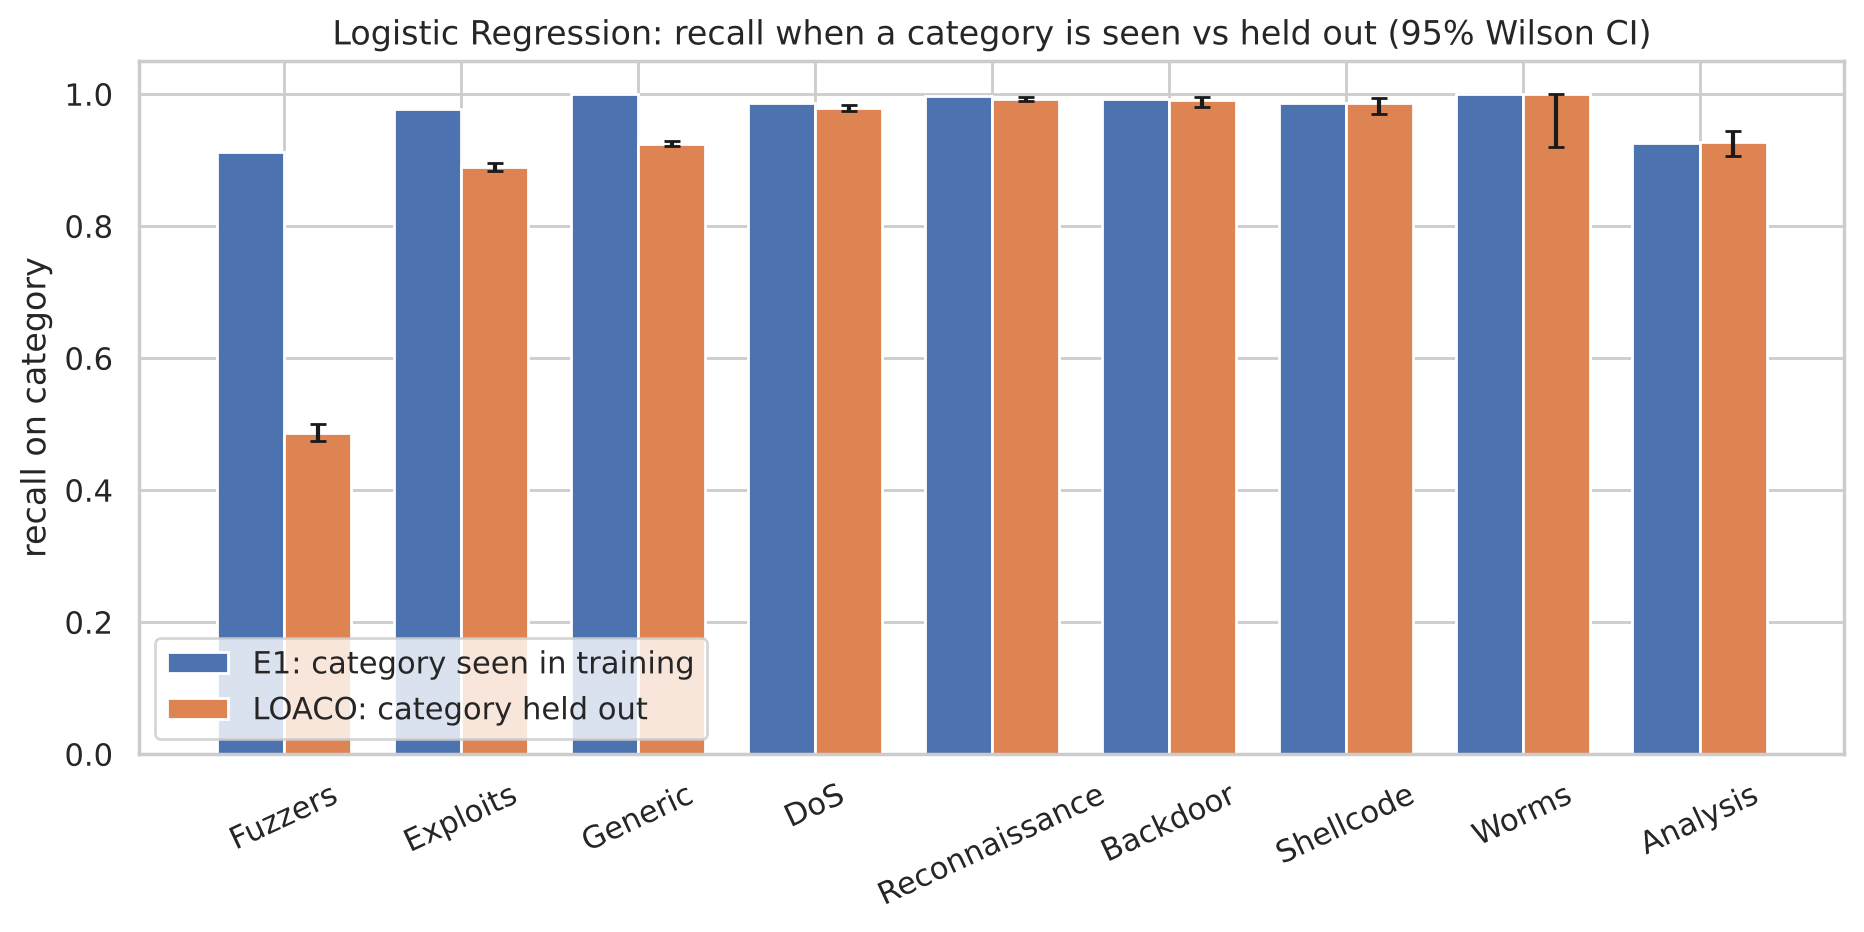 Logistic Regression: recall when a category is seen vs held out (95% Wilson CI)
recall on category
1.0
0.8
0.6
0.4
0.2
0.0
E1: category seen in training
LOACO: category held out
Fuzzers
Exploits
Generic
DoS
Reconnaissance
Backdoor
Shellcode
Worms
Analysis